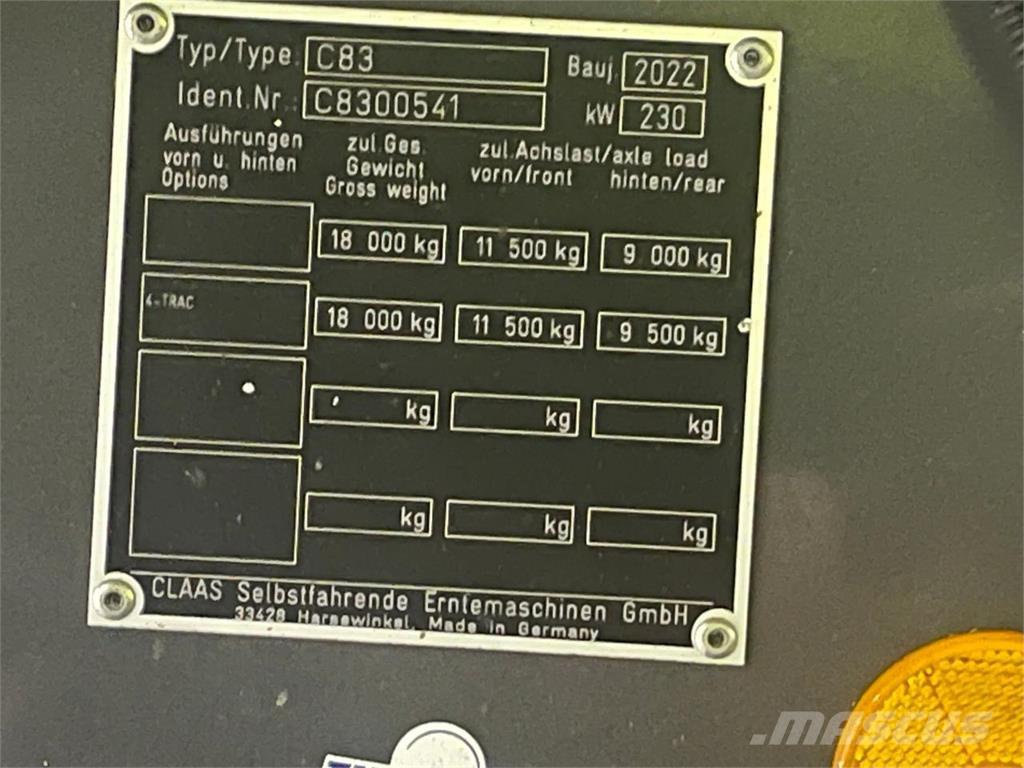 Typ/Type. C83 Bauj. 2022
Ident.Nr.: C8300541 kW 230
Ausführungen vorn u. hinten Options
zul.Ges. Gewicht Gross weight
zul.Achslast/axle load
vorn/front hinten/rear
18 000 kg 11 500 kg 9 000 kg
4-TRAC 18 000 kg 11 500 kg 9 500 kg
kg kg kg
kg kg kg
CLAAS Selbstfahrende Erntemaschinen GmbH
33428 Harsewinkel, Made in Germany
MASCUS